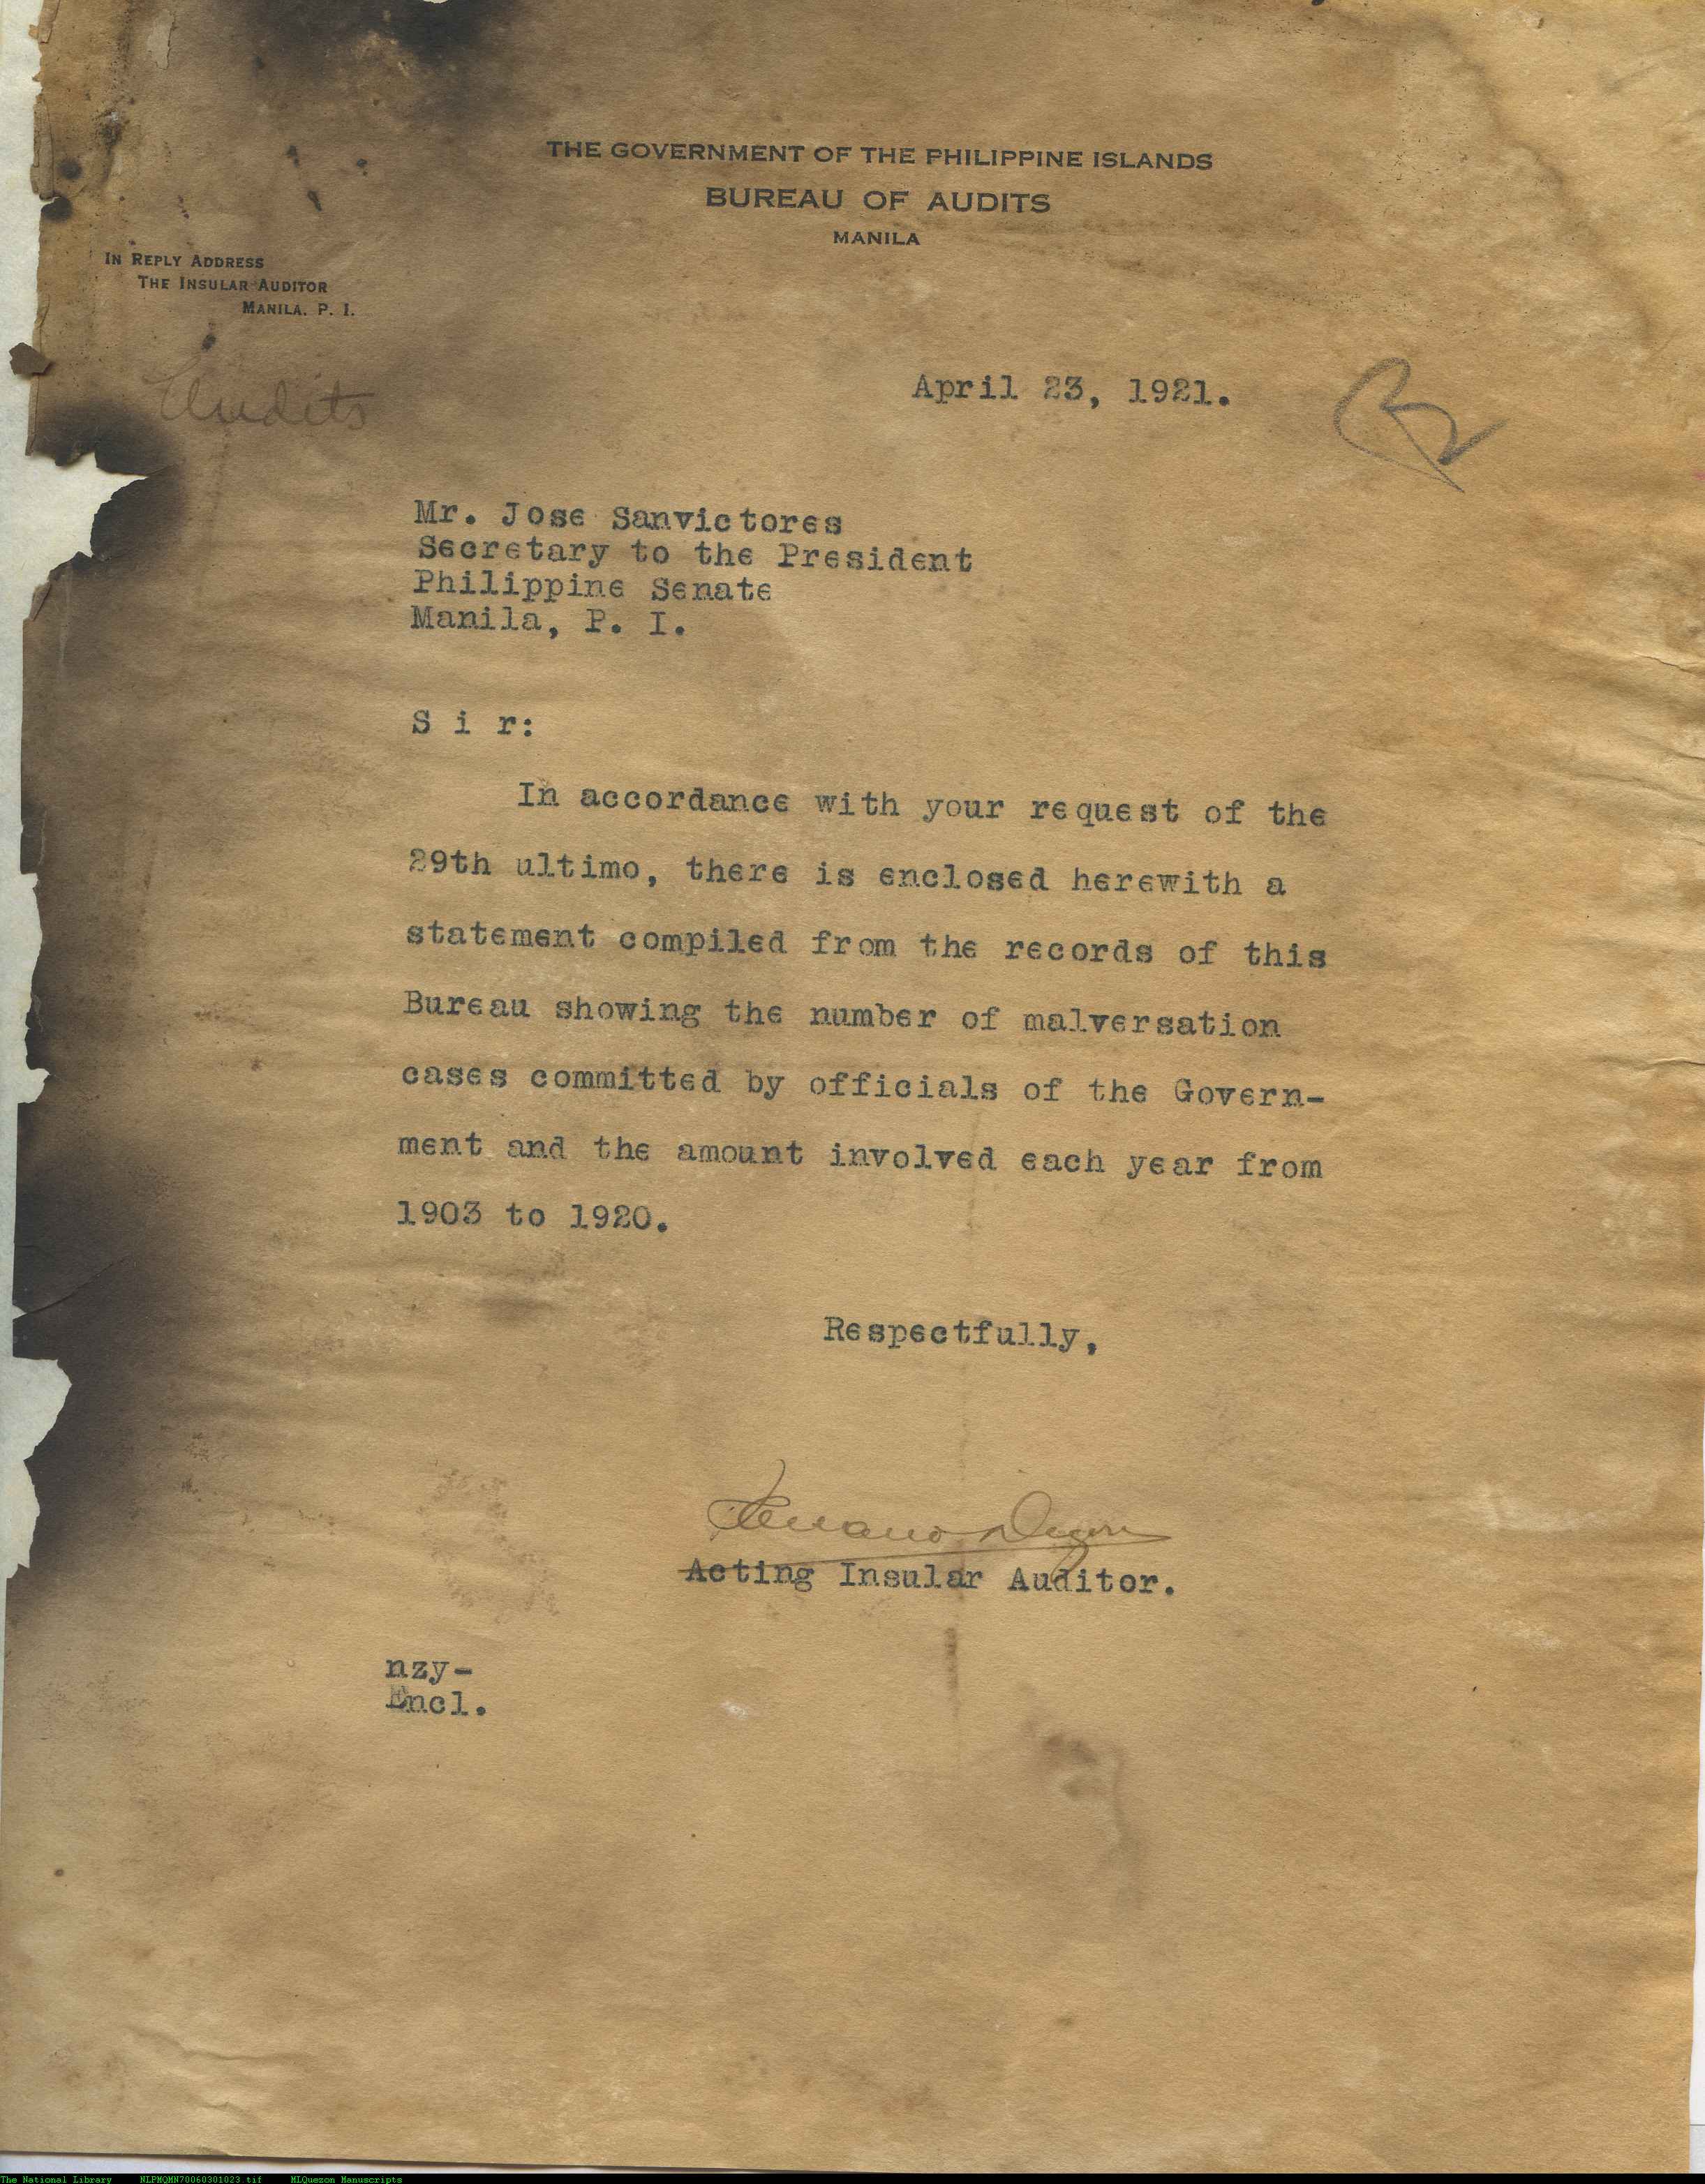 THE GOVERNMENT OF THE PHILIPPINE ISLANDS
BUREAU OF AUDITS
MANILA
IN REPLY ADDRESS
THE INSULAR AUDITOR
MANILA. P. I.
Audits
April 23, 1921.
Mr. Jose Sanvictores
Secretary to the President
Philippine Senate
Manila, P. I.
S i r:
In accordance with your request of the
29th ultimo, there is enclosed herewith a
statement compiled from the records of this
Bureau showing the number of malversation
cases committed by officials of the Govern-
ment and the amount involved each year from
1903 to 1920.
Respectfully,
Acting Insular Auditor.
nzy-
Encl.
The National Library NLPMQMN70060301023.tif MLQuezon Manuscripts